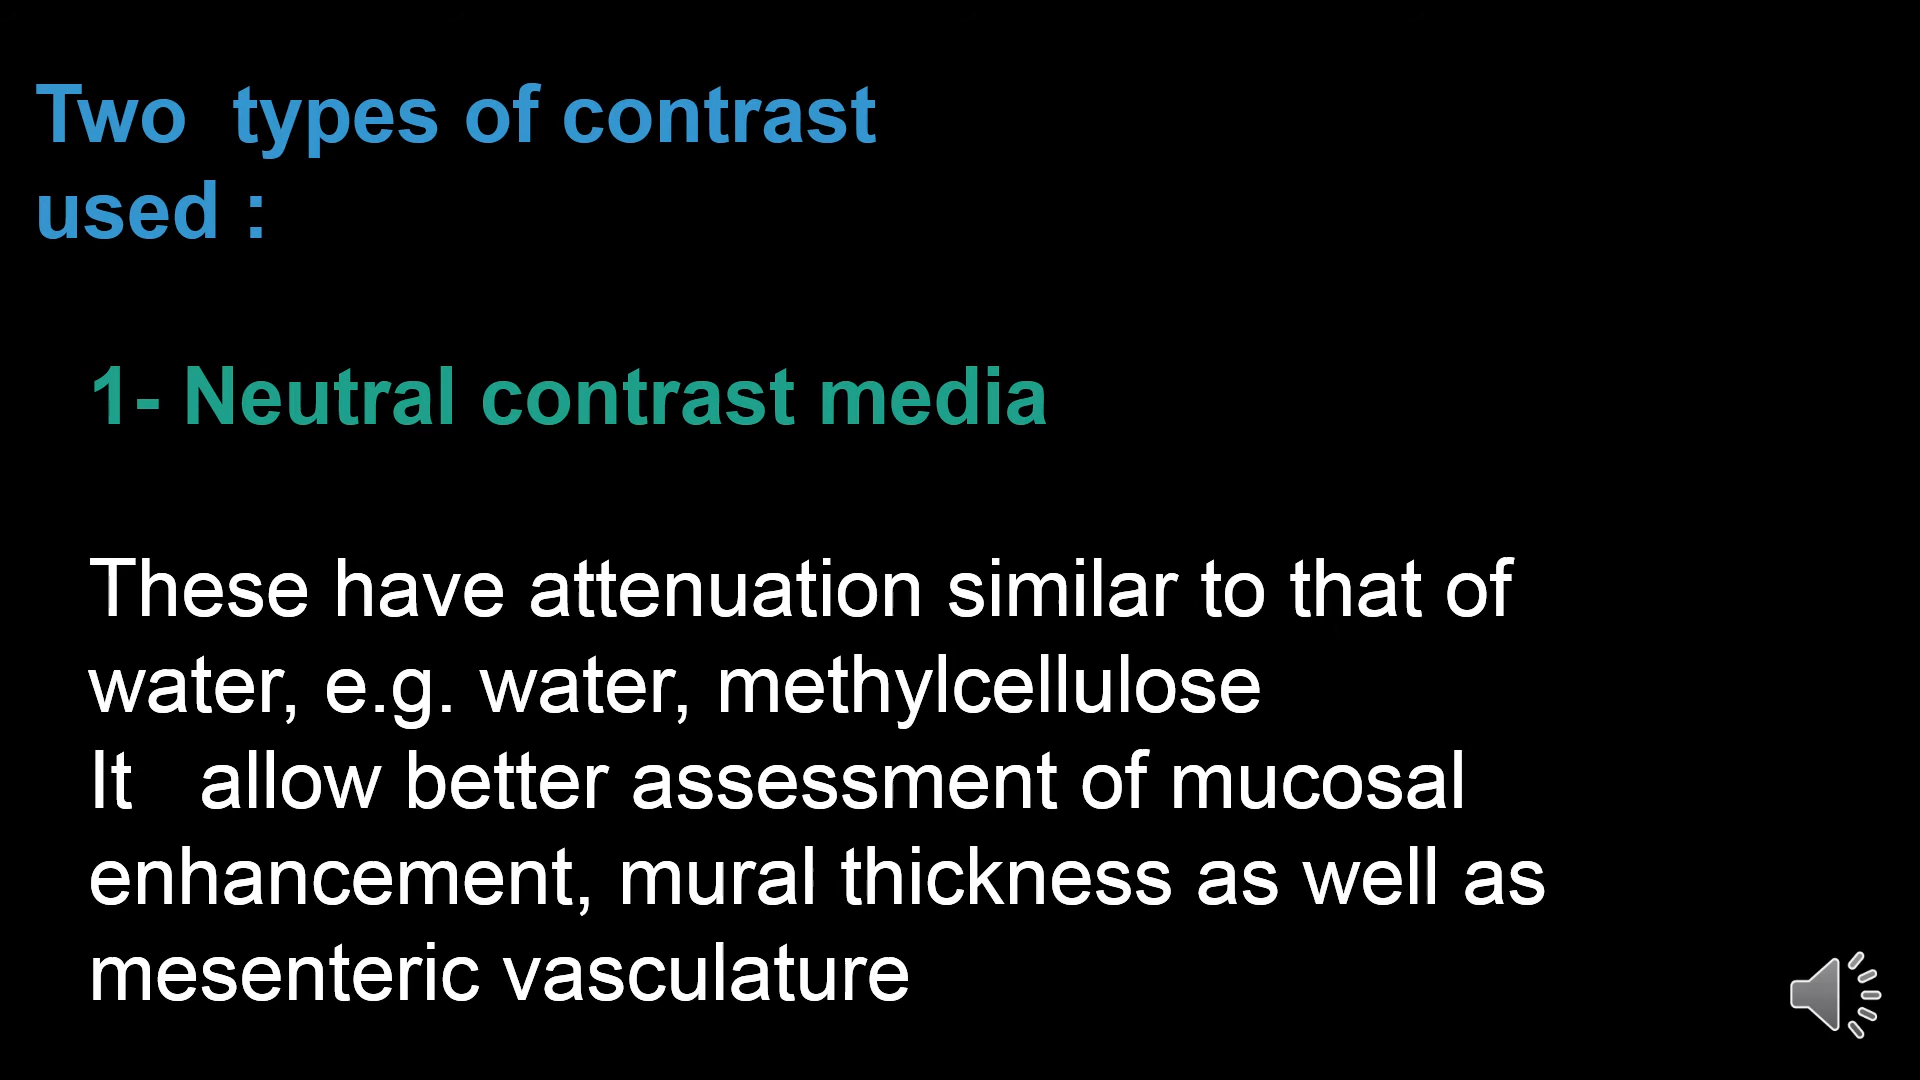 Two  types of contrast
used :
1- Neutral contrast media
These have attenuation similar to that of
water, e.g. water, methylcellulose
It   allow better assessment of mucosal
enhancement, mural thickness as well as
mesenteric vasculature